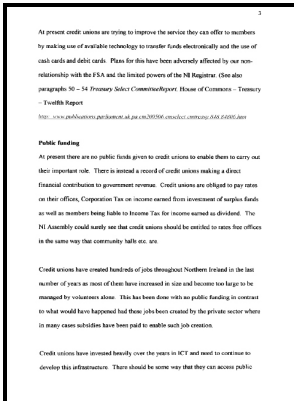 3
At present credit unions are trying to improve the service they can offer to members
by making use of available technology to transfer funds electronically and the use of
cash cards and debit cards. Plans for this have been adversely affected by our non-
relationship with the FSA and the limited powers of the NI Registrar. (See also
paragraphs 50 – 54 Treasury Select CommitteeReport. House of Commons – Treasury
– Twelfth Report
Public funding
At present there are no public funds given to credit unions to enable them to carry out
their important role. There is instead a record of credit unions making a direct
financial contribution to government revenue. Credit unions are obliged to pay rates
on their offices, Corporation Tax on income earned from investment of surplus funds
as well as members being liable to Income Tax for income earned as dividend. The
NI Assembly could surely see that credit unions should be entitled to rates free offices
in the same way that community halls etc. are.
Credit unions have created hundreds of jobs throughout Northern Ireland in the last
number of years as most of them have increased in size and become too large to be
managed by volunteers alone. This has been done with no public funding in contrast
to what would have happened had these jobs been created by the private sector where
in many cases subsidies have been paid to enable such job creation.
Credit unions have invested heavily over the years in ICT and need to continue to
develop this infrastructure. There should be some way that they can access public